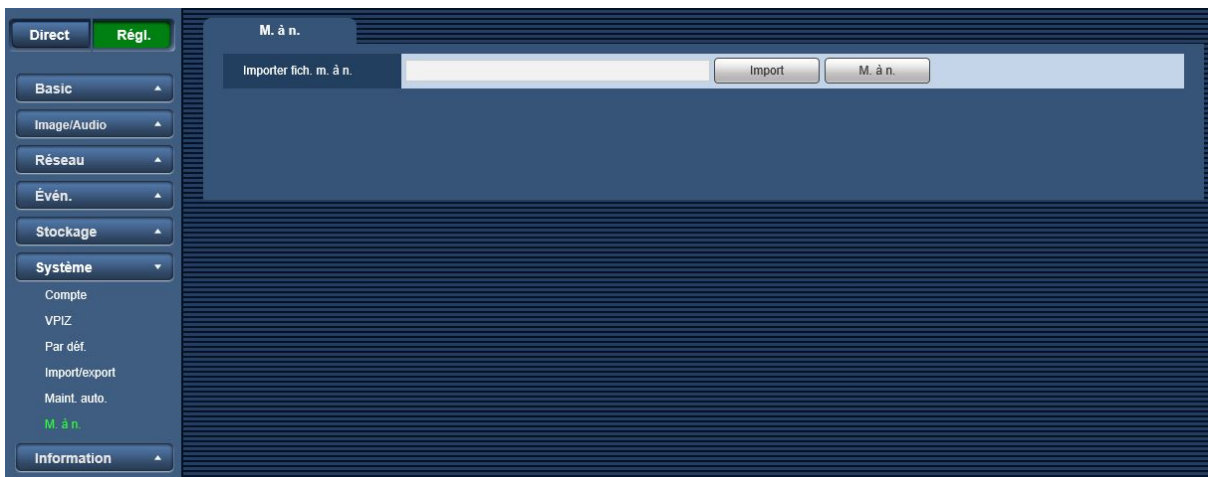 Direct
Régl.
M. à n.
Importer fich. m. à n.
Import
M. à n.
Basic
Image/Audio
Réseau
Évén.
Stockage
Système
Compte
VPIZ
Par déf.
Import/export
Maint. auto.
M. à n.
Information